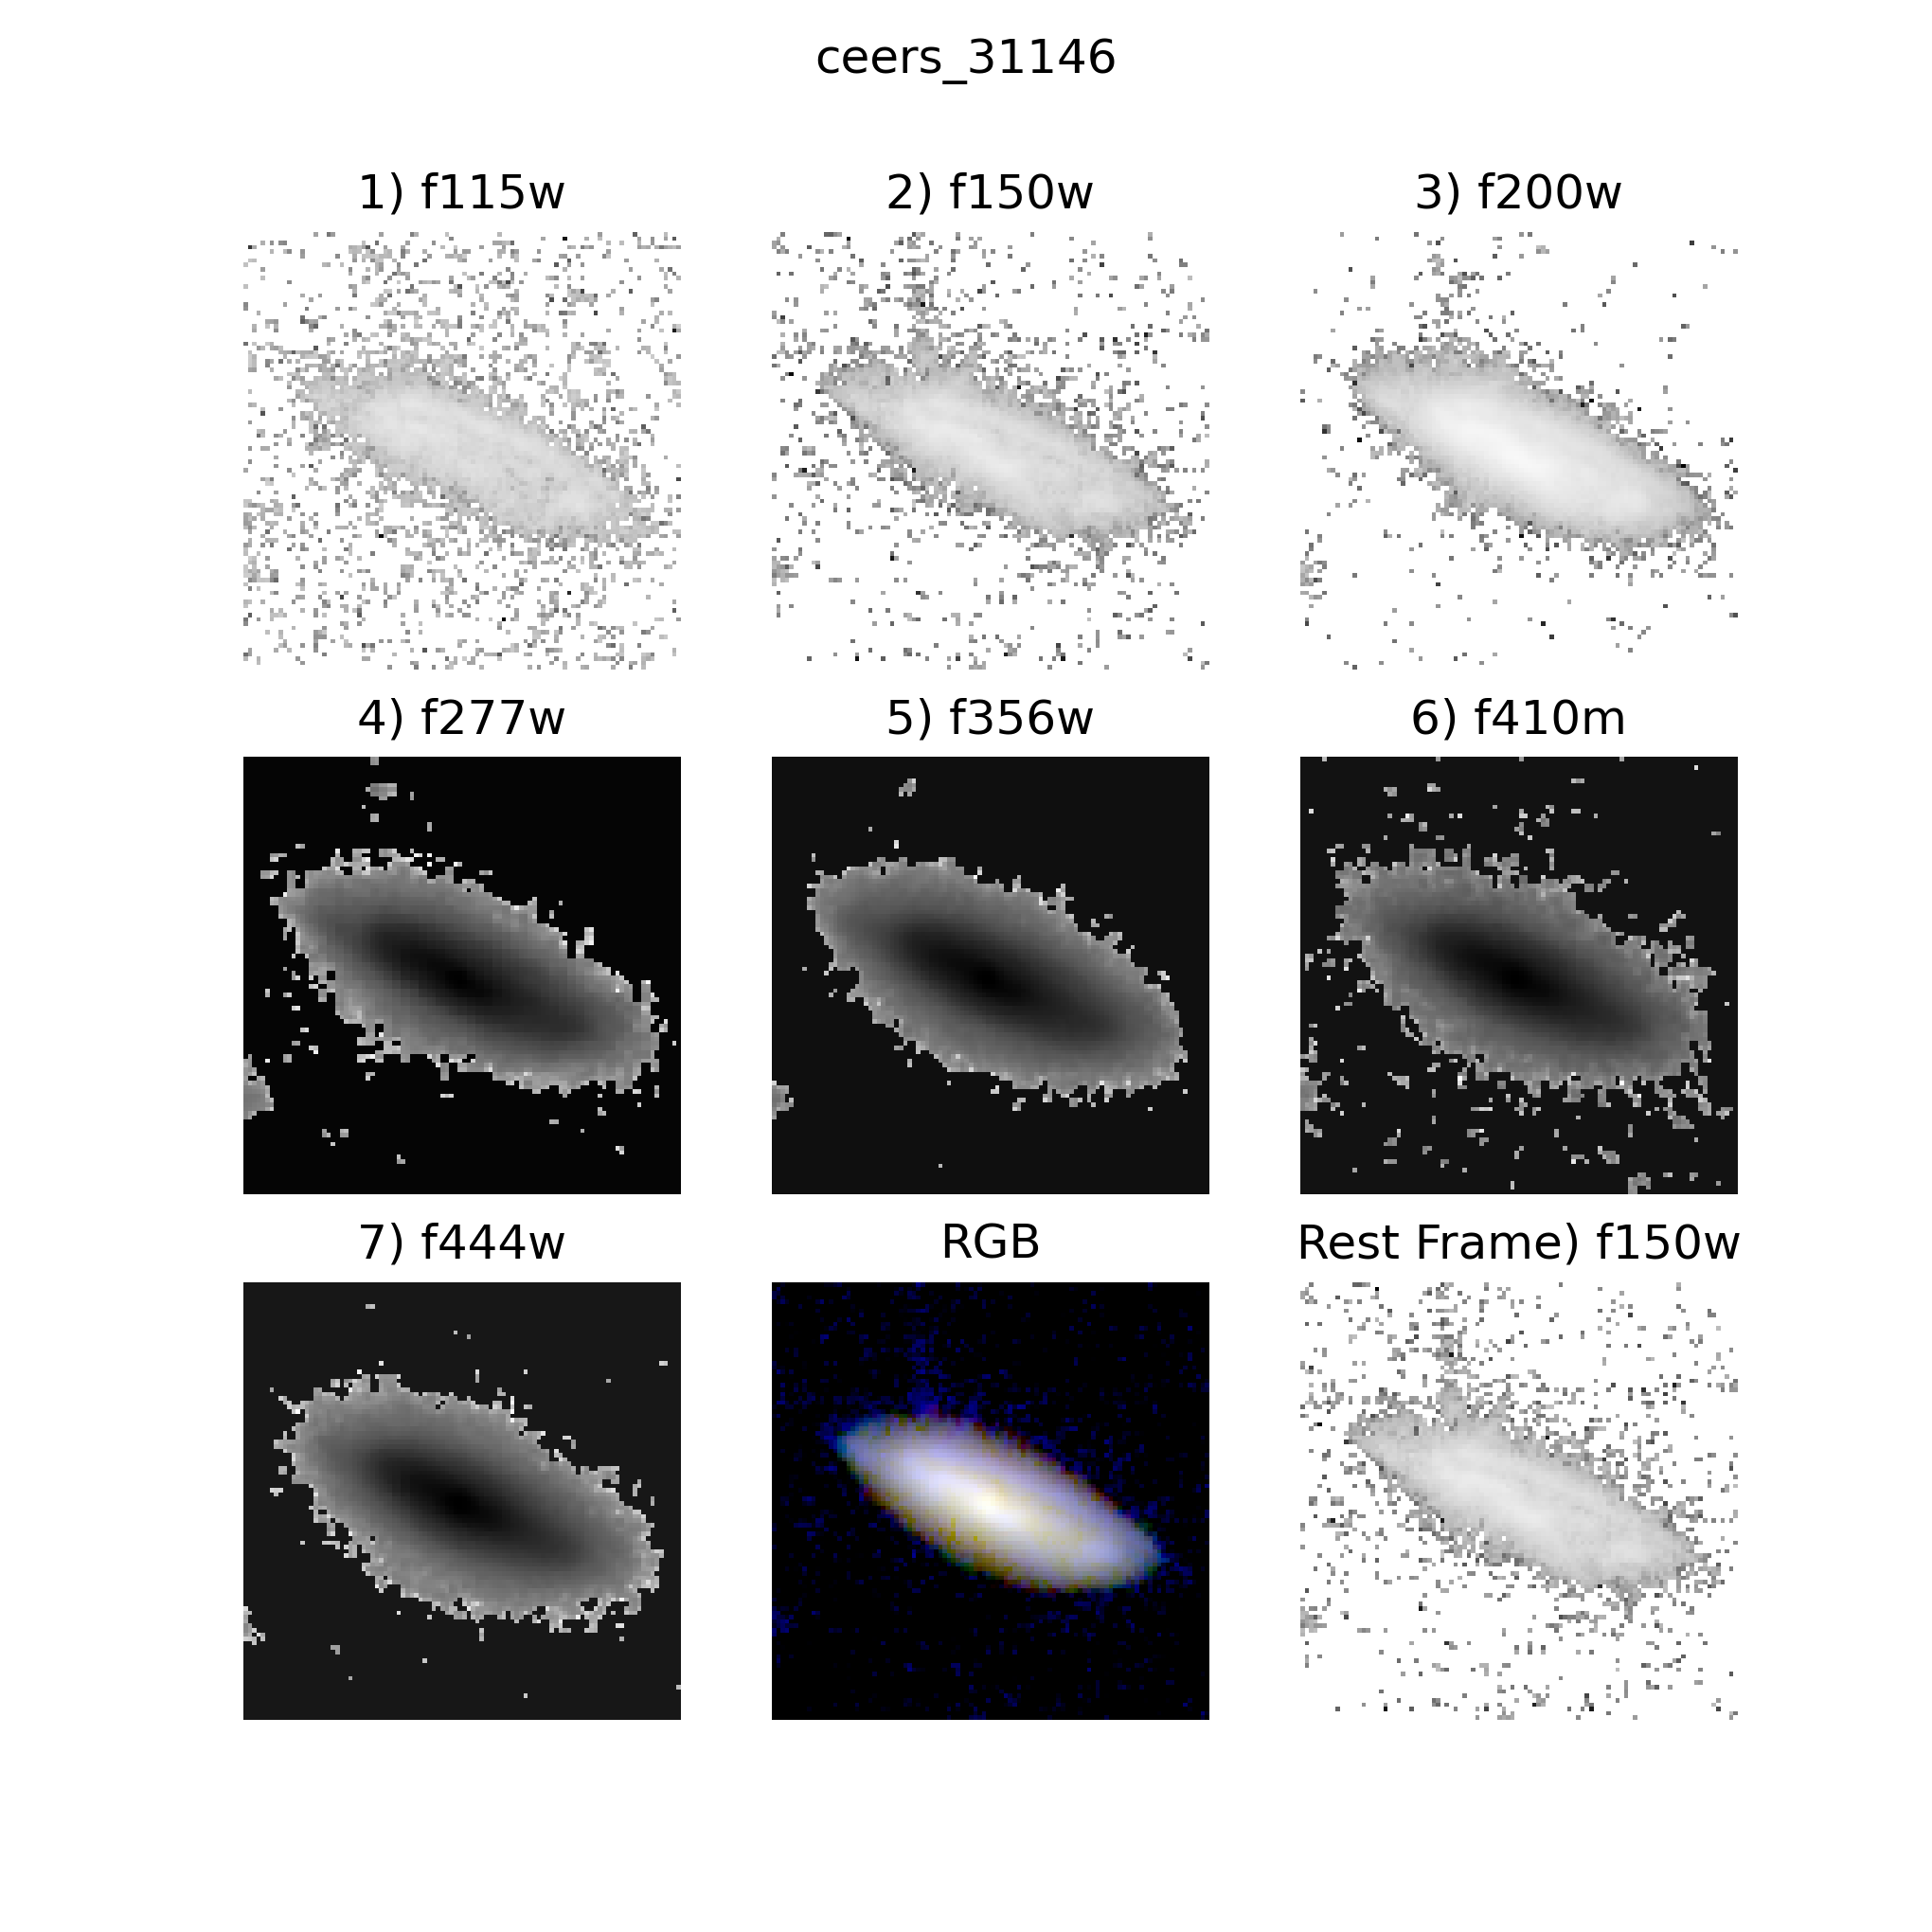 ceers_31146
1) f115w
2) f150w
3) f200w
4) f277w
5) f356w
6) f410m
7) f444w
RGB
Rest Frame) f150w